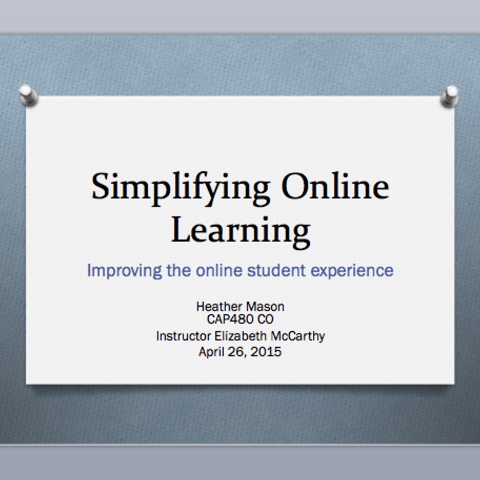 Simplifying Online
Learning
Improving the online student experience
Heather Mason
CAP480 CO
Instructor Elizabeth McCarthy
April 26, 2015